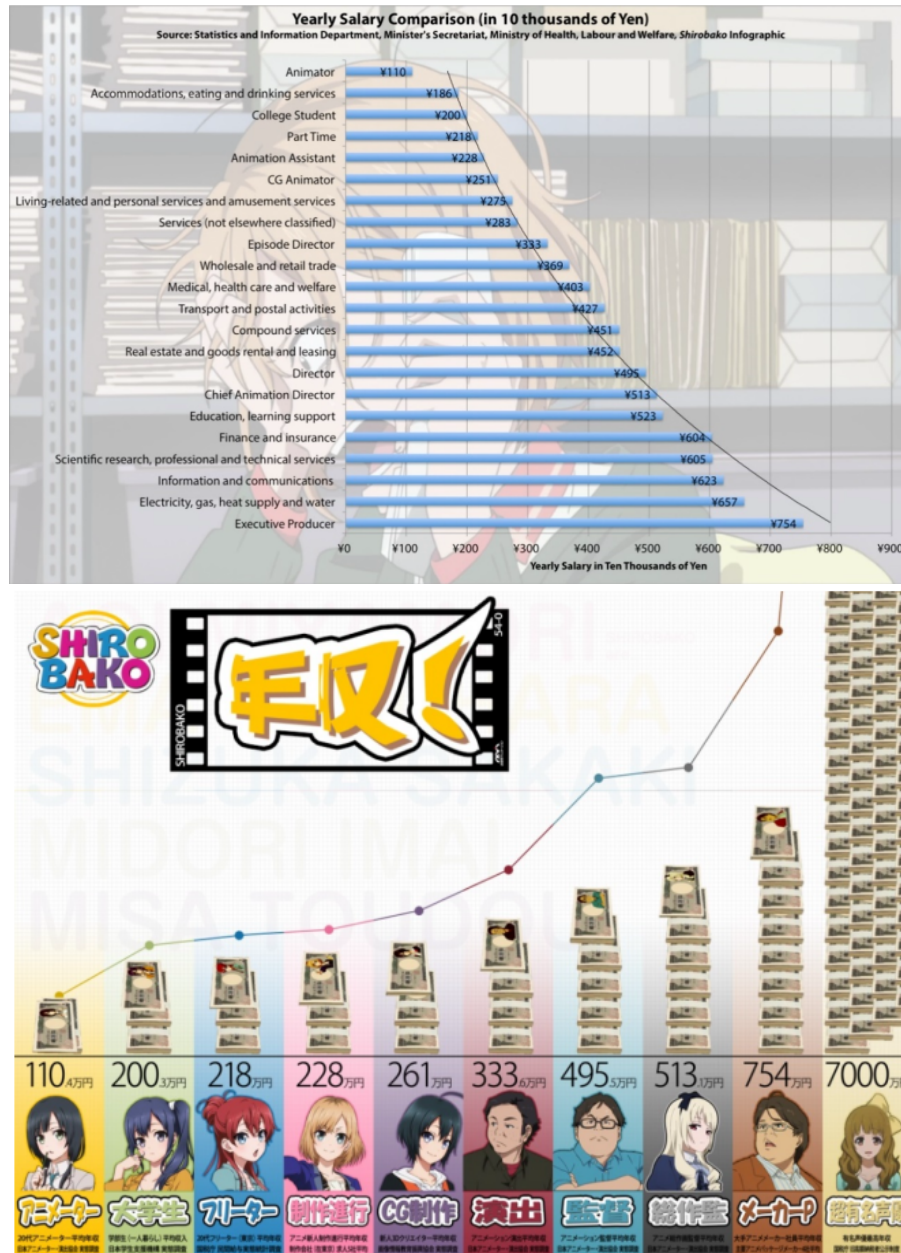 Yearly Salary Comparison (in 10 thousands of Yen)
Source: Statistics and Information Department, Minister's Secretariat, Ministry of Health, Labour and Welfare, Shirobako Infographic
Animator ¥110
Accommodations, eating and drinking services ¥186
College Student ¥200
Part Time ¥218
Animation Assistant ¥228
CG Animator ¥251
Living-related and personal services and amusement services ¥275
Services (not elsewhere classified) ¥283
Episode Director ¥333
Wholesale and retail trade ¥369
Medical, health care and welfare ¥403
Transport and postal activities ¥427
Compound services ¥451
Real estate and goods rental and leasing ¥452
Director ¥495
Chief Animation Director ¥513
Education, learning support ¥523
Finance and insurance ¥604
Scientific research, professional and technical services ¥605
Information and communications ¥623
Electricity, gas, heat supply and water ¥657
Executive Producer ¥754
¥0 ¥100 ¥200 ¥300 ¥400 ¥500 ¥600 ¥700 ¥800 ¥900
Yearly Salary in Ten Thousands of Yen
SHIRO
BAKO
SHIROBAKO
年収!
54-0
SHIZUKA SAKAKI
MIDORI IMAI
MISA TOUDOU
110.4万円 200.3万円 218万円 228万円 261万円 333.6万円 495.5万円 513.1万円 754万円 7000万
アニメーター 大学生 フリーター 制作進行 CG制作 演出 監督 総作監 メーカーP 超有名声優